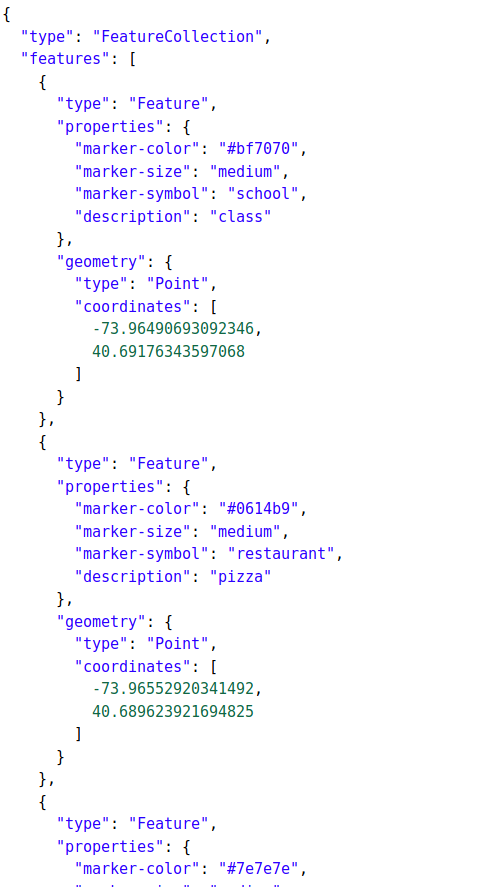 {
  "type": "FeatureCollection",
  "features": [
    {
      "type": "Feature",
      "properties": {
        "marker-color": "#bf7070",
        "marker-size": "medium",
        "marker-symbol": "school",
        "description": "class"
      },
      "geometry": {
        "type": "Point",
        "coordinates": [
          -73.96490693092346,
          40.69176343597068
        ]
      }
    },
    {
      "type": "Feature",
      "properties": {
        "marker-color": "#0614b9",
        "marker-size": "medium",
        "marker-symbol": "restaurant",
        "description": "pizza"
      },
      "geometry": {
        "type": "Point",
        "coordinates": [
          -73.96552920341492,
          40.689623921694825
        ]
      }
    },
    {
      "type": "Feature",
      "properties": {
        "marker-color": "#7e7e7e",